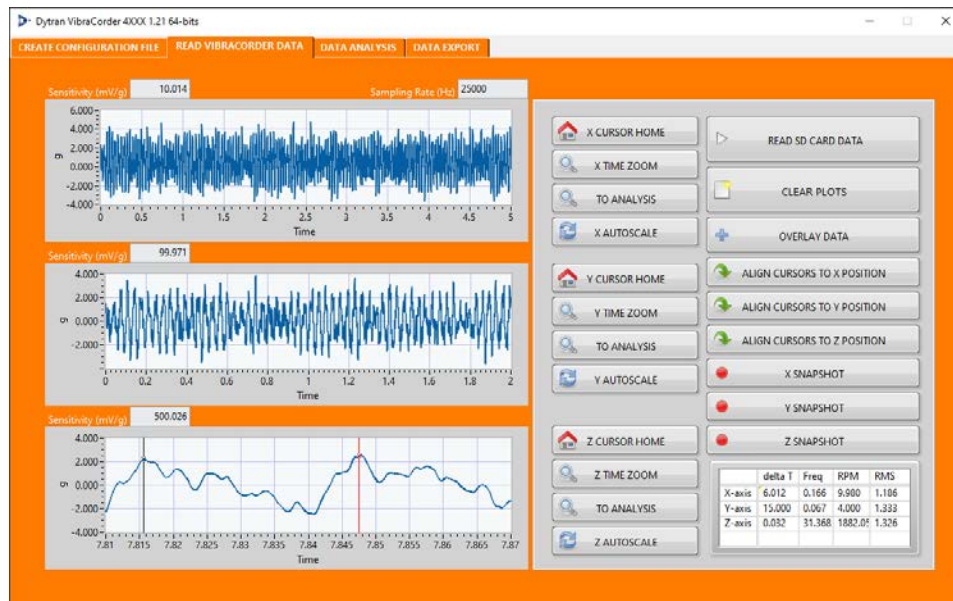 Dytran VibraCorder 4XXX 1.21 64-bits
CREATE CONFIGURATION FILE READ VIBRACORDER DATA DATA ANALYSIS DATA EXPORT
Sensitivity (mV/g) 10.014 Sampling Rate (Hz) 25000
6.000
4.000
2.000
0.000
-2.000
-4.000
g
0 0.5 1 1.5 2 2.5 3 3.5 4 4.5 5
Time
99.971
4.000
2.000
0.000
-2.000
g
0 0.2 0.4 0.6 0.8 1 1.2 1.4 1.6 1.8 2
Time
Sensitivity (mV/g) 500.026
4.000
2.000
0.000
-2.000
-4.000
g
7.81 7.815 7.82 7.825 7.83 7.835 7.84 7.845 7.85 7.855 7.86 7.865 7.87
Time
X CURSOR HOME
X TIME ZOOM
TO ANALYSIS
X AUTOSCALE
Y CURSOR HOME
Y TIME ZOOM
TO ANALYSIS
Y AUTOSCALE
Z CURSOR HOME
Z TIME ZOOM
TO ANALYSIS
Z AUTOSCALE
READ SD CARD DATA
CLEAR PLOTS
OVERLAY DATA
ALIGN CURSORS TO X POSITION
ALIGN CURSORS TO Y POSITION
ALIGN CURSORS TO Z POSITION
X SNAPSHOT
Y SNAPSHOT
Z SNAPSHOT
delta T Freq RPM RMS
X-axis 6.012 0.166 9.980 1.186
Y-axis 15.000 0.067 4.000 1.333
Z-axis 0.032 31.368 1882.05 1.326